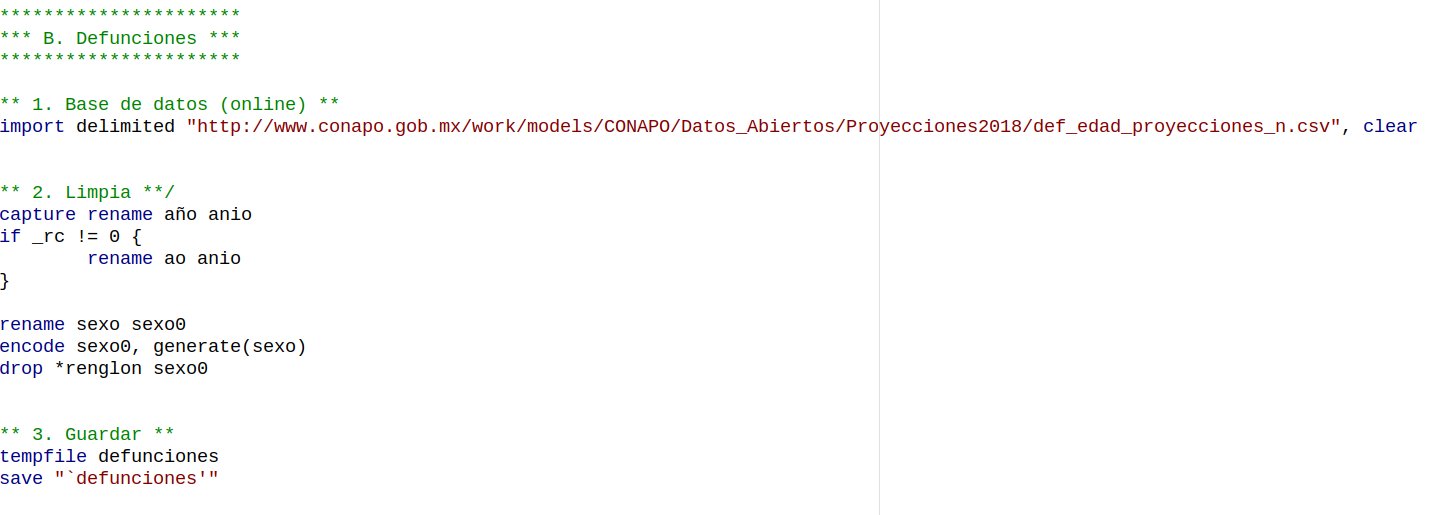 **********************
*** B. Defunciones ***
**********************
** 1. Base de datos (online) **
import delimited "http://www.conapo.gob.mx/work/models/CONAPO/Datos_Abiertos/Proyecciones2018/def_edad_proyecciones_n.csv", clear
** 2. Limpia **/
capture rename año anio
if _rc != 0 {
        rename ao anio
}
rename sexo sexo0
encode sexo0, generate(sexo)
drop *renglon sexo0
** 3. Guardar **
tempfile defunciones
save "`defunciones'"